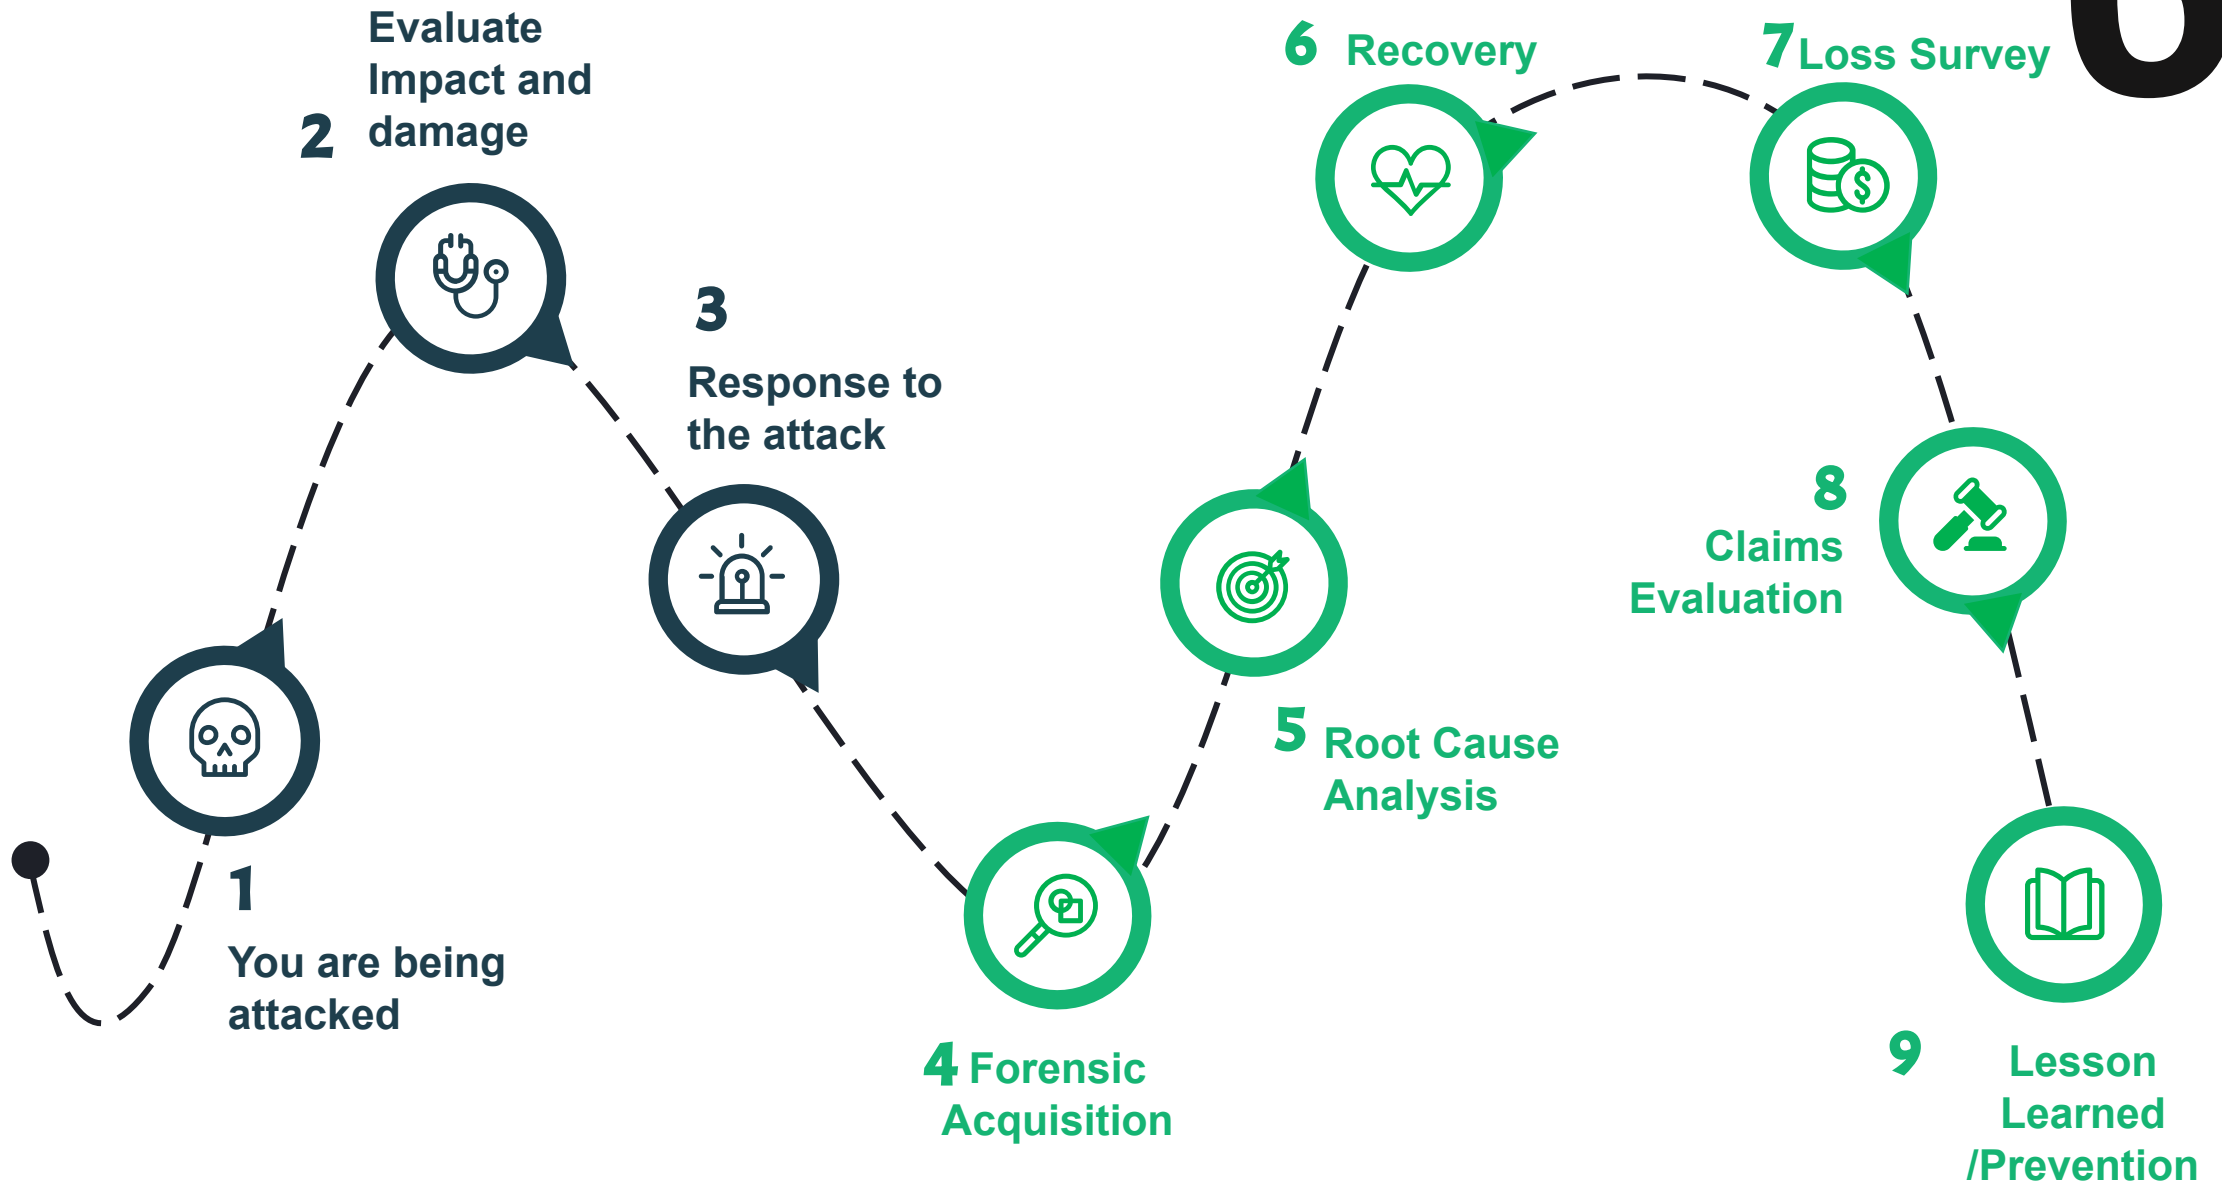 1
You are being
attacked
2
Evaluate
Impact and
damage
3
Response to
the attack
4 Forensic
Acquisition
5 Root Cause
Analysis
6 Recovery
7 Loss Survey
8
Claims
Evaluation
9 Lesson
Learned
/Prevention